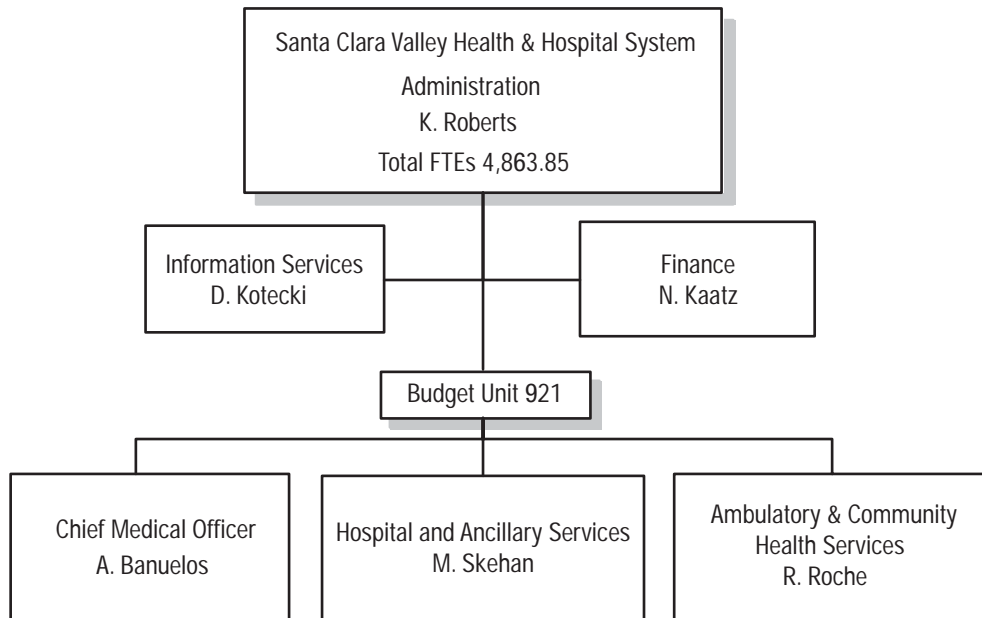 Santa Clara Valley Health & Hospital System
Administration
K. Roberts
Total FTEs 4,863.85
Information Services
D. Kotecki
Finance
N. Kaatz
Budget Unit 921
Chief Medical Officer
A. Banuelos
Hospital and Ancillary Services
M. Skehan
Ambulatory & Community
Health Services
R. Roche